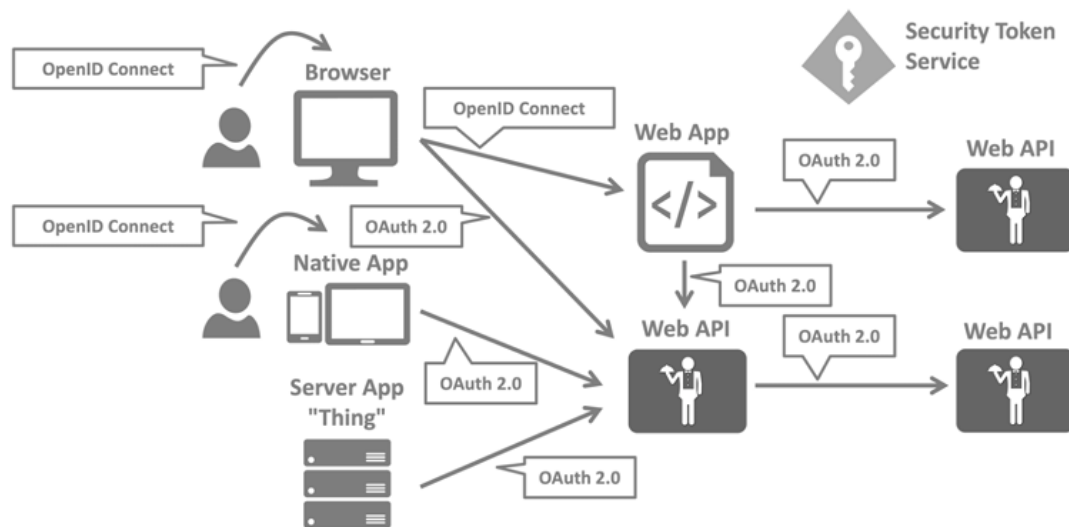 Security Token
Service
OpenID Connect
Browser
OpenID Connect
Web App
OAuth 2.0
Web API
OpenID Connect
OAuth 2.0
Native App
OAuth 2.0
Web API
OAuth 2.0
Web API
OAuth 2.0
Server App
"Thing"
OAuth 2.0